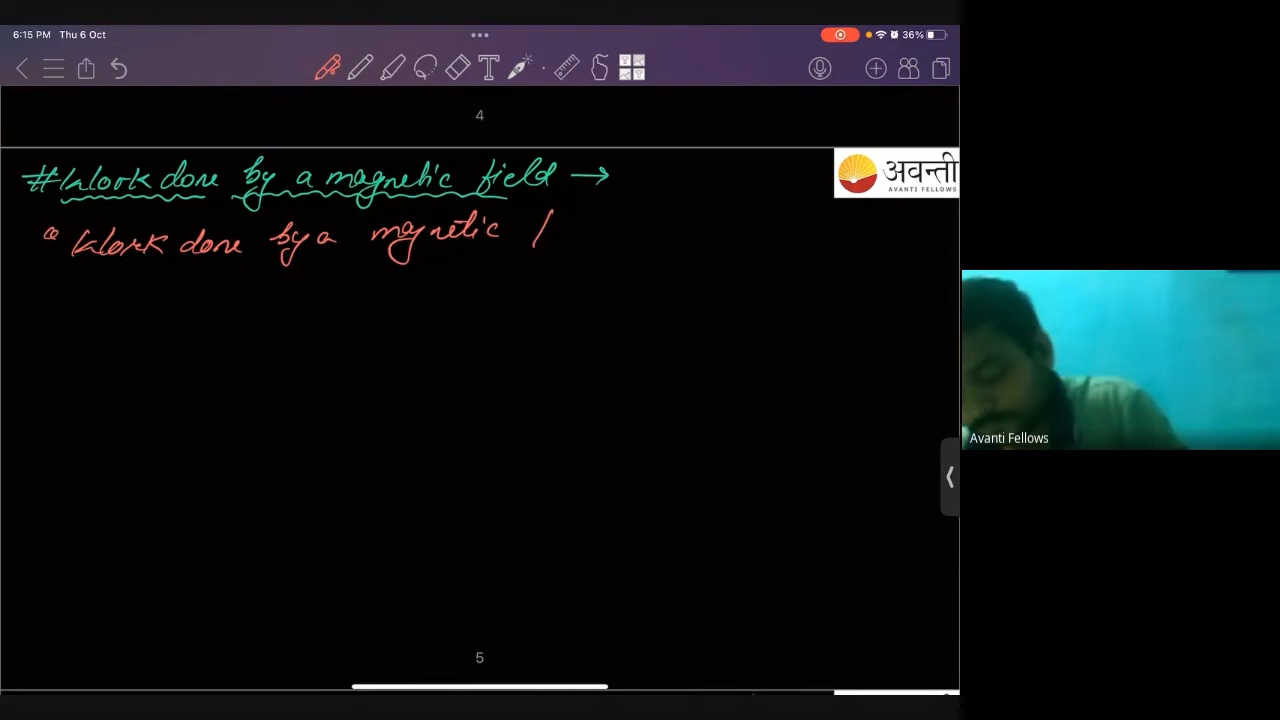 6:15 PM Thu 6 Oct
36%
4
#Work done by a magnetic field →
अवन्ती
AVANTI FELLOWS
Work done by a magnetic
Avanti Fellows
5